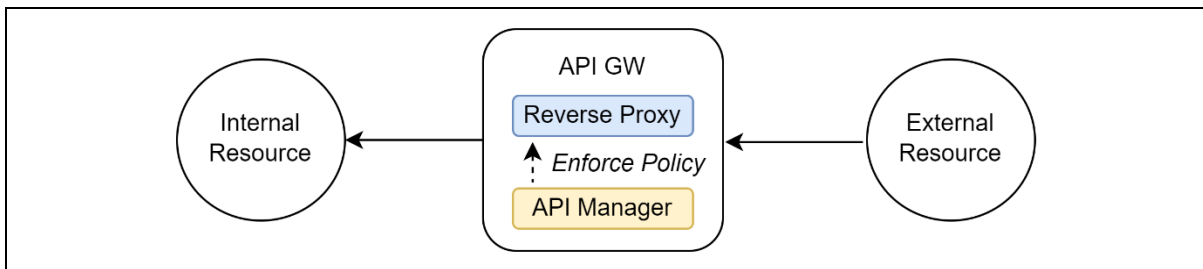 API GW
Internal
Resource
Reverse Proxy
Enforce Policy
API Manager
External
Resource